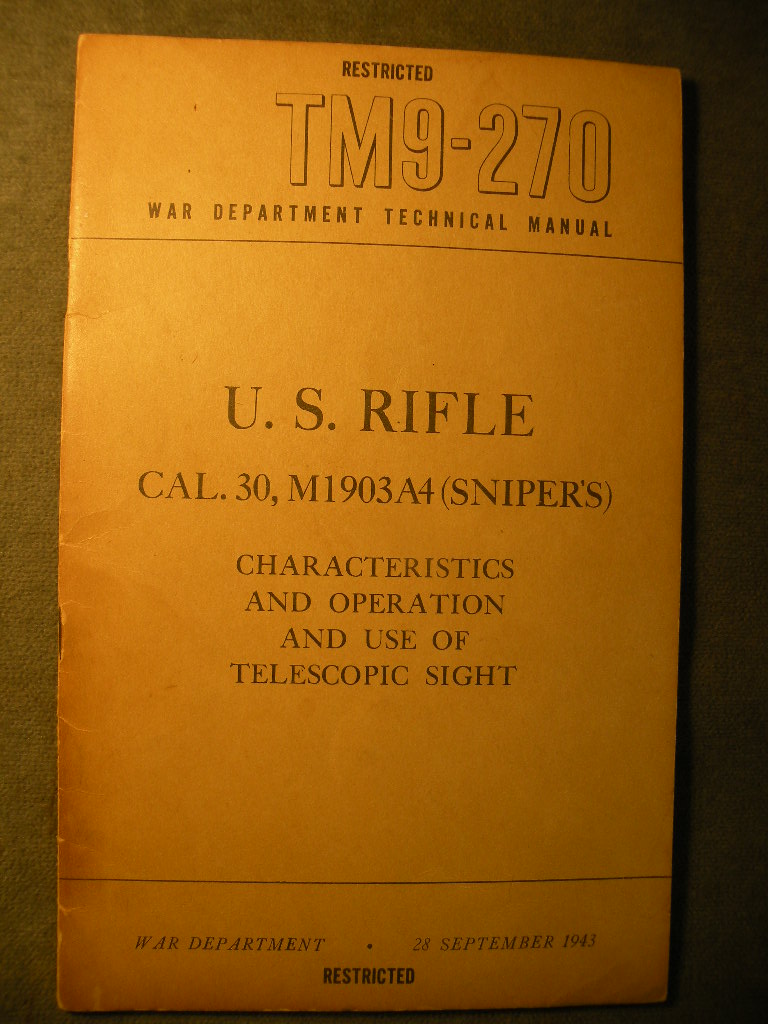 RESTRICTED
TM9-270
WAR DEPARTMENT TECHNICAL MANUAL
U. S. RIFLE
CAL. 30, M1903A4 (SNIPER'S)
CHARACTERISTICS
AND OPERATION
AND USE OF
TELESCOPIC SIGHT
WAR DEPARTMENT • 28 SEPTEMBER 1943
RESTRICTED